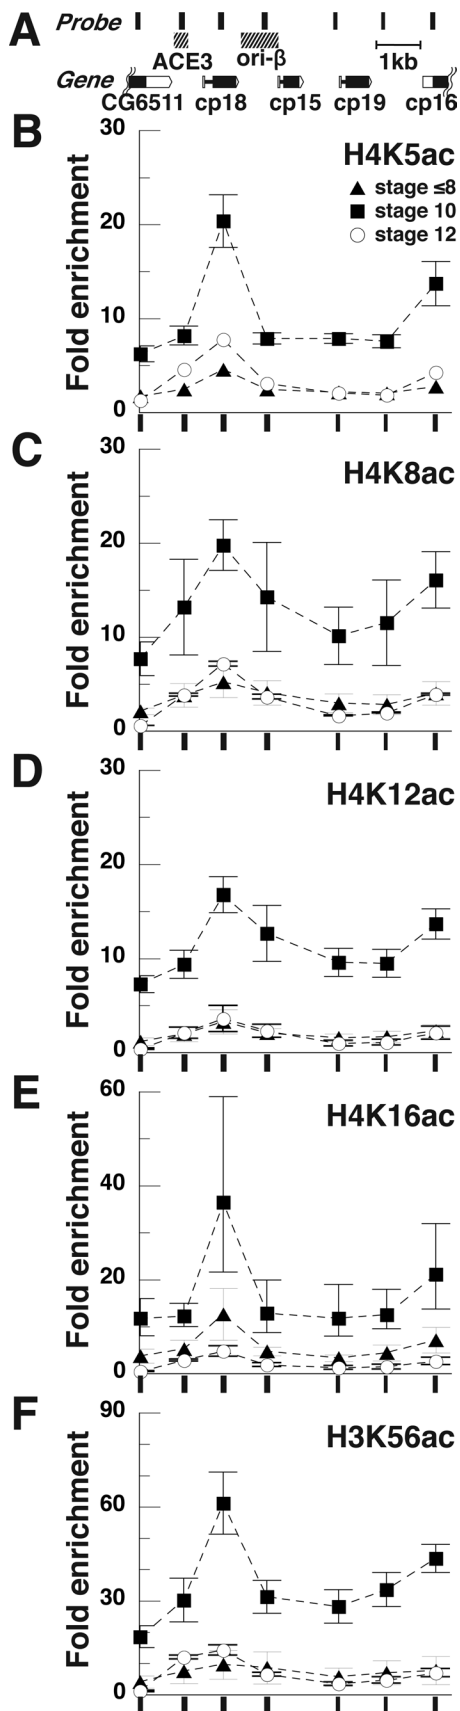 A
Probe
ACE3
ori-β
1kb
Gene
CG6511 cp18 cp15 cp19 cp16
B
H4K5ac
stage ≤8
stage 10
stage 12
Fold enrichment
30
20
10
0
C
H4K8ac
Fold enrichment
30
20
10
0
D
H4K12ac
Fold enrichment
30
20
10
0
E
H4K16ac
Fold enrichment
60
40
20
0
F
H3K56ac
Fold enrichment
90
60
30
0